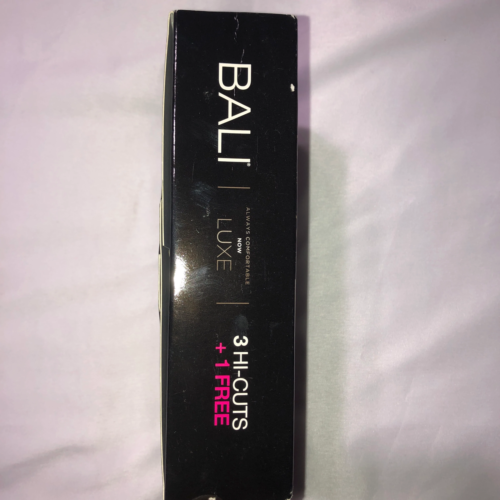 BALI®
ALWAYS COMFORTABLE
NOW
LUXE
3 HI-CUTS
+ 1 FREE